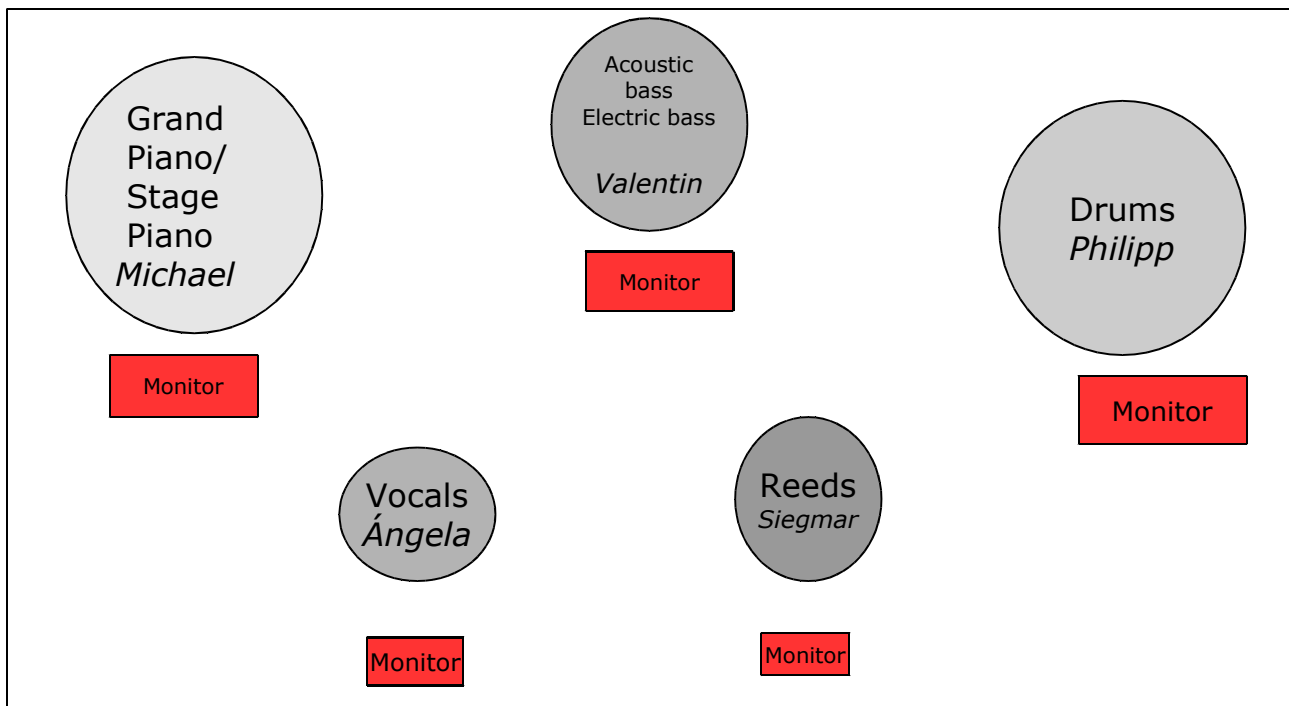 Grand
Piano/
Stage
Piano
Michael
Monitor
Acoustic
bass
Electric bass
Valentin
Monitor
Drums
Philipp
Monitor
Vocals
Ángela
Monitor
Reeds
Siegmar
Monitor